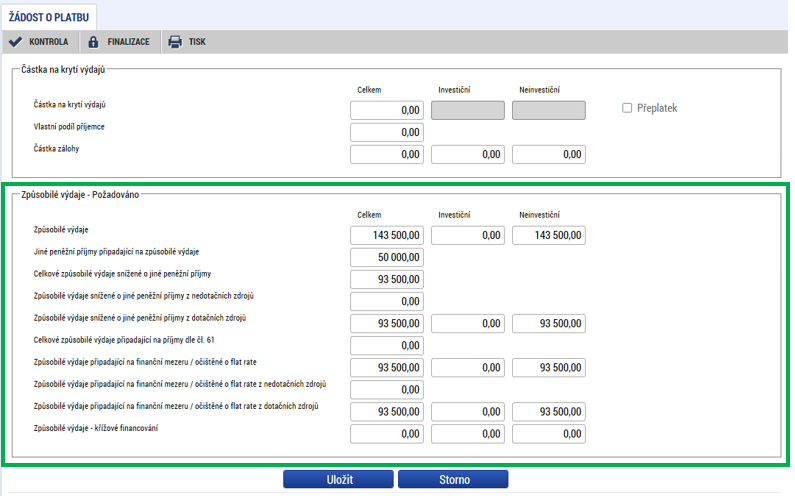 ŽÁDOST O PLATBU
KONTROLA FINALIZACE TISK
Částka na krytí výdajů
Celkem Investiční Neinvestiční
Částka na krytí výdajů 0,00 Přeplatek
Vlastní podíl příjemce 0,00
Částka zálohy 0,00 0,00 0,00
Způsobilé výdaje - Požadováno
Celkem Investiční Neinvestiční
Způsobilé výdaje 143 500,00 0,00 143 500,00
Jiné peněžní příjmy připadající na způsobilé výdaje 50 000,00
Celkové způsobilé výdaje snížené o jiné peněžní příjmy 93 500,00
Způsobilé výdaje snížené o jiné peněžní příjmy z nedotačních zdrojů 0,00
Způsobilé výdaje snížené o jiné peněžní příjmy z dotačních zdrojů 93 500,00 0,00 93 500,00
Celkové způsobilé výdaje připadající na příjmy dle čl. 61 0,00
Způsobilé výdaje připadající na finanční mezeru / očištěné o flat rate 93 500,00 0,00 93 500,00
Způsobilé výdaje připadající na finanční mezeru / očištěné o flat rate z nedotačních zdrojů 0,00
Způsobilé výdaje připadající na finanční mezeru / očištěné o flat rate z dotačních zdrojů 93 500,00 0,00 93 500,00
Způsobilé výdaje - křížové financování 0,00 0,00 0,00
Uložit Storno